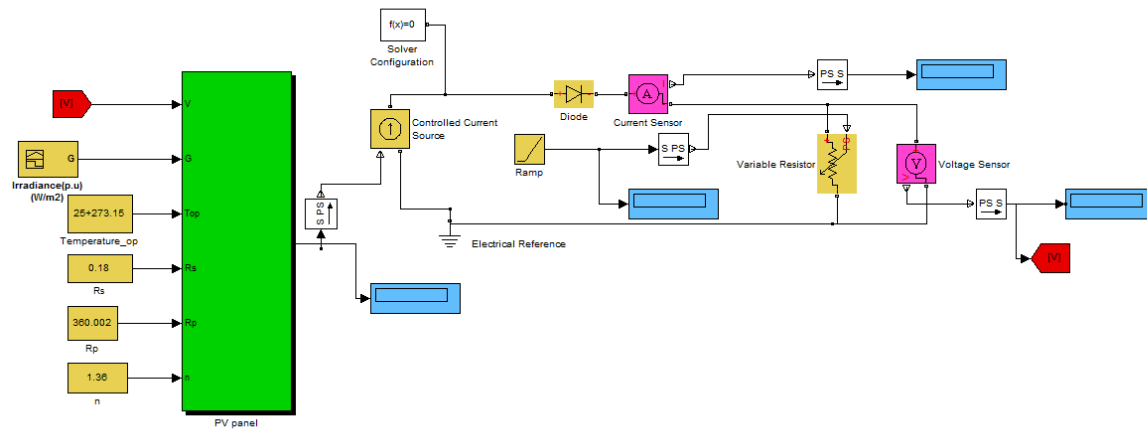 f(x)=0
Solver
Configuration
[V]
V
G
Irradiance(p.u)
(W/m2)
G
25+273.15
Temperature_op
Top
0.18
Rs
Rs
360.002
Rp
Rp
1.36
n
n
PV panel
S PS
Controlled Current
Source
Electrical Reference
Diode
A
I
Current Sensor
PS S
Ramp
S PS
Variable Resistor
PG
+
V
V
Voltage Sensor
PS S
[V]